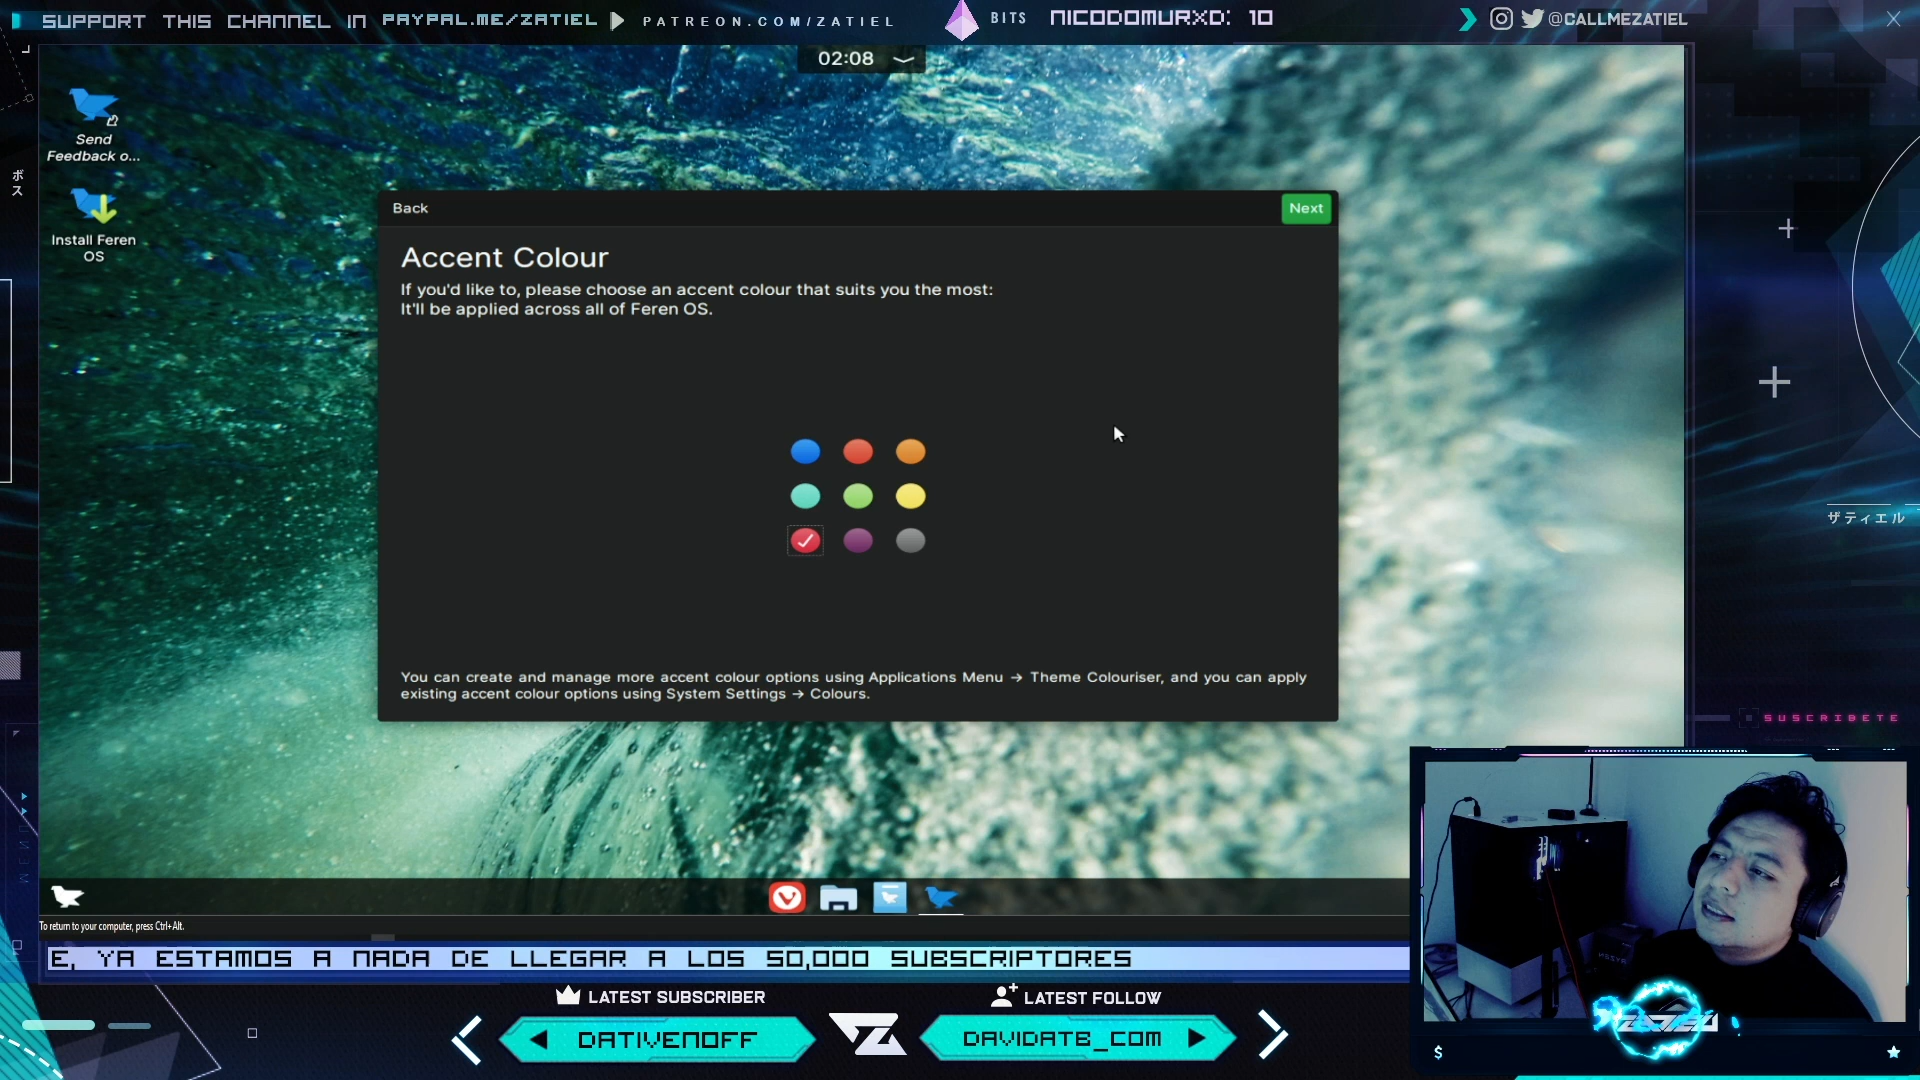 SUPPORT THIS CHANNEL IN PAYPAL.ME/ZATIEL PATREON.COM/ZATIEL
BITS NICODOMURXD: 10
@CALLMEZATIEL
02:08
Send
Feedback o...
ボス
Install Feren
OS
Back
Next
Accent Colour
If you'd like to, please choose an accent colour that suits you the most:
It'll be applied across all of Feren OS.
ザティエル
You can create and manage more accent colour options using Applications Menu → Theme Colouriser, and you can apply
existing accent colour options using System Settings → Colours.
SUSCRIBETE
To return to your computer, press Ctrl+Alt.
E, YA ESTAMOS A NADA DE LLEGAR A LOS 50,000 SUBSCRIPTORES
LATEST SUBSCRIBER
LATEST FOLLOW
DATIVENOFF
DAVIDATB_COM
$